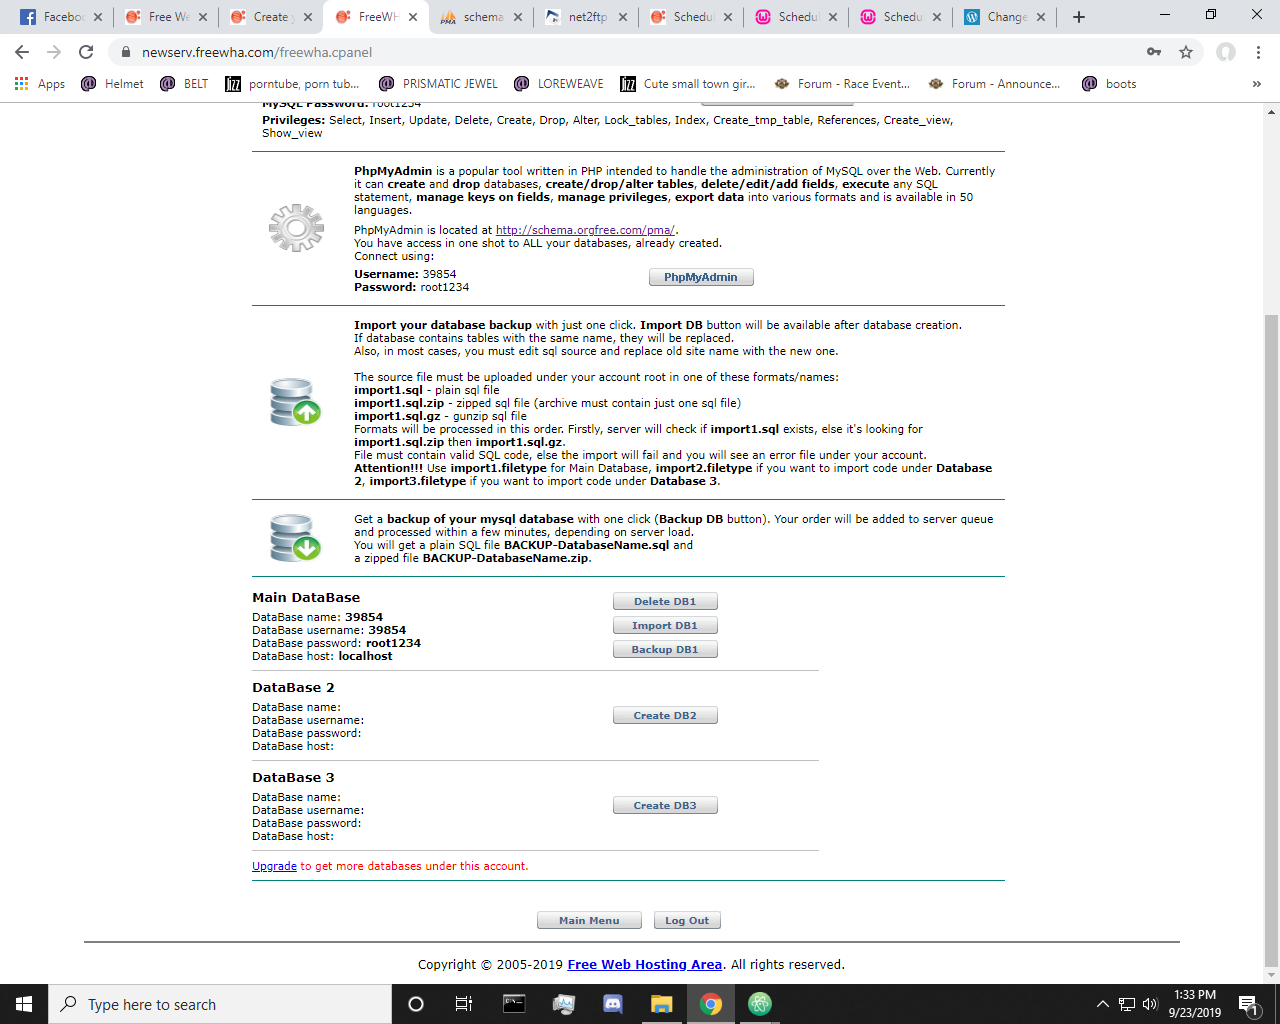 Faceboo
Free We
Create y
FreeWH
schema
net2ftp
Schedul
Schedul
Schedu
Change
newserv.freewha.com/freewha.cpanel
Apps
Helmet
BELT
porntube, porn tub...
PRISMATIC JEWEL
LOREWEAVE
Cute small town gir...
Forum - Race Event...
Forum - Announce...
boots
»
MySQL Password: root1234
Privileges: Select, Insert, Update, Delete, Create, Drop, Alter, Lock_tables, Index, Create_tmp_table, References, Create_view,
Show_view
PhpMyAdmin is a popular tool written in PHP intended to handle the administration of MySQL over the Web. Currently
it can create and drop databases, create/drop/alter tables, delete/edit/add fields, execute any SQL
statement, manage keys on fields, manage privileges, export data into various formats and is available in 50
languages.
PhpMyAdmin is located at http://schema.orgfree.com/pma/.
You have access in one shot to ALL your databases, already created.
Connect using:
Username: 39854
Password: root1234
PhpMyAdmin
Import your database backup with just one click. Import DB button will be available after database creation.
If database contains tables with the same name, they will be replaced.
Also, in most cases, you must edit sql source and replace old site name with the new one.
The source file must be uploaded under your account root in one of these formats/names:
import1.sql - plain sql file
import1.sql.zip - zipped sql file (archive must contain just one sql file)
import1.sql.gz - gunzip sql file
Formats will be processed in this order. Firstly, server will check if import1.sql exists, else it's looking for
import1.sql.zip then import1.sql.gz.
File must contain valid SQL code, else the import will fail and you will see an error file under your account.
Attention!!! Use import1.filetype for Main Database, import2.filetype if you want to import code under Database
2, import3.filetype if you want to import code under Database 3.
Get a backup of your mysql database with one click (Backup DB button). Your order will be added to server queue
and processed within a few minutes, depending on server load.
You will get a plain SQL file BACKUP-DatabaseName.sql and
a zipped file BACKUP-DatabaseName.zip.
Main DataBase
DataBase name: 39854
DataBase username: 39854
DataBase password: root1234
DataBase host: localhost
Delete DB1
Import DB1
Backup DB1
DataBase 2
DataBase name:
DataBase username:
DataBase password:
DataBase host:
Create DB2
DataBase 3
DataBase name:
DataBase username:
DataBase password:
DataBase host:
Create DB3
Upgrade to get more databases under this account.
Main Menu
Log Out
Copyright © 2005-2019 Free Web Hosting Area. All rights reserved.
Type here to search
1:33 PM
9/23/2019
1